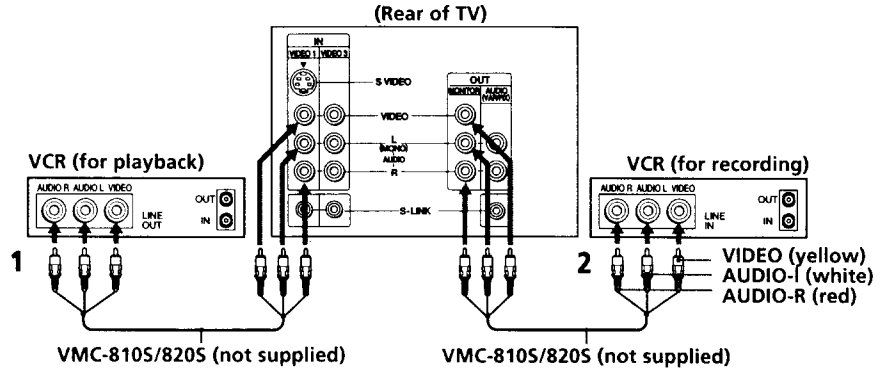 (Rear of TV)
IN
VIDEO 1 VIDEO 3
S VIDEO
OUT
MONITOR AUDIO (VAR/FIX)
VIDEO
L
(MONO)
AUDIO
R
S-LINK
VCR (for playback)
AUDIO R AUDIO L VIDEO
LINE
OUT
OUT
IN
VCR (for recording)
AUDIO R AUDIO L VIDEO
LINE
IN
OUT
IN
1
2
VIDEO (yellow)
AUDIO-l (white)
AUDIO-R (red)
VMC-810S/820S (not supplied)
VMC-810S/820S (not supplied)